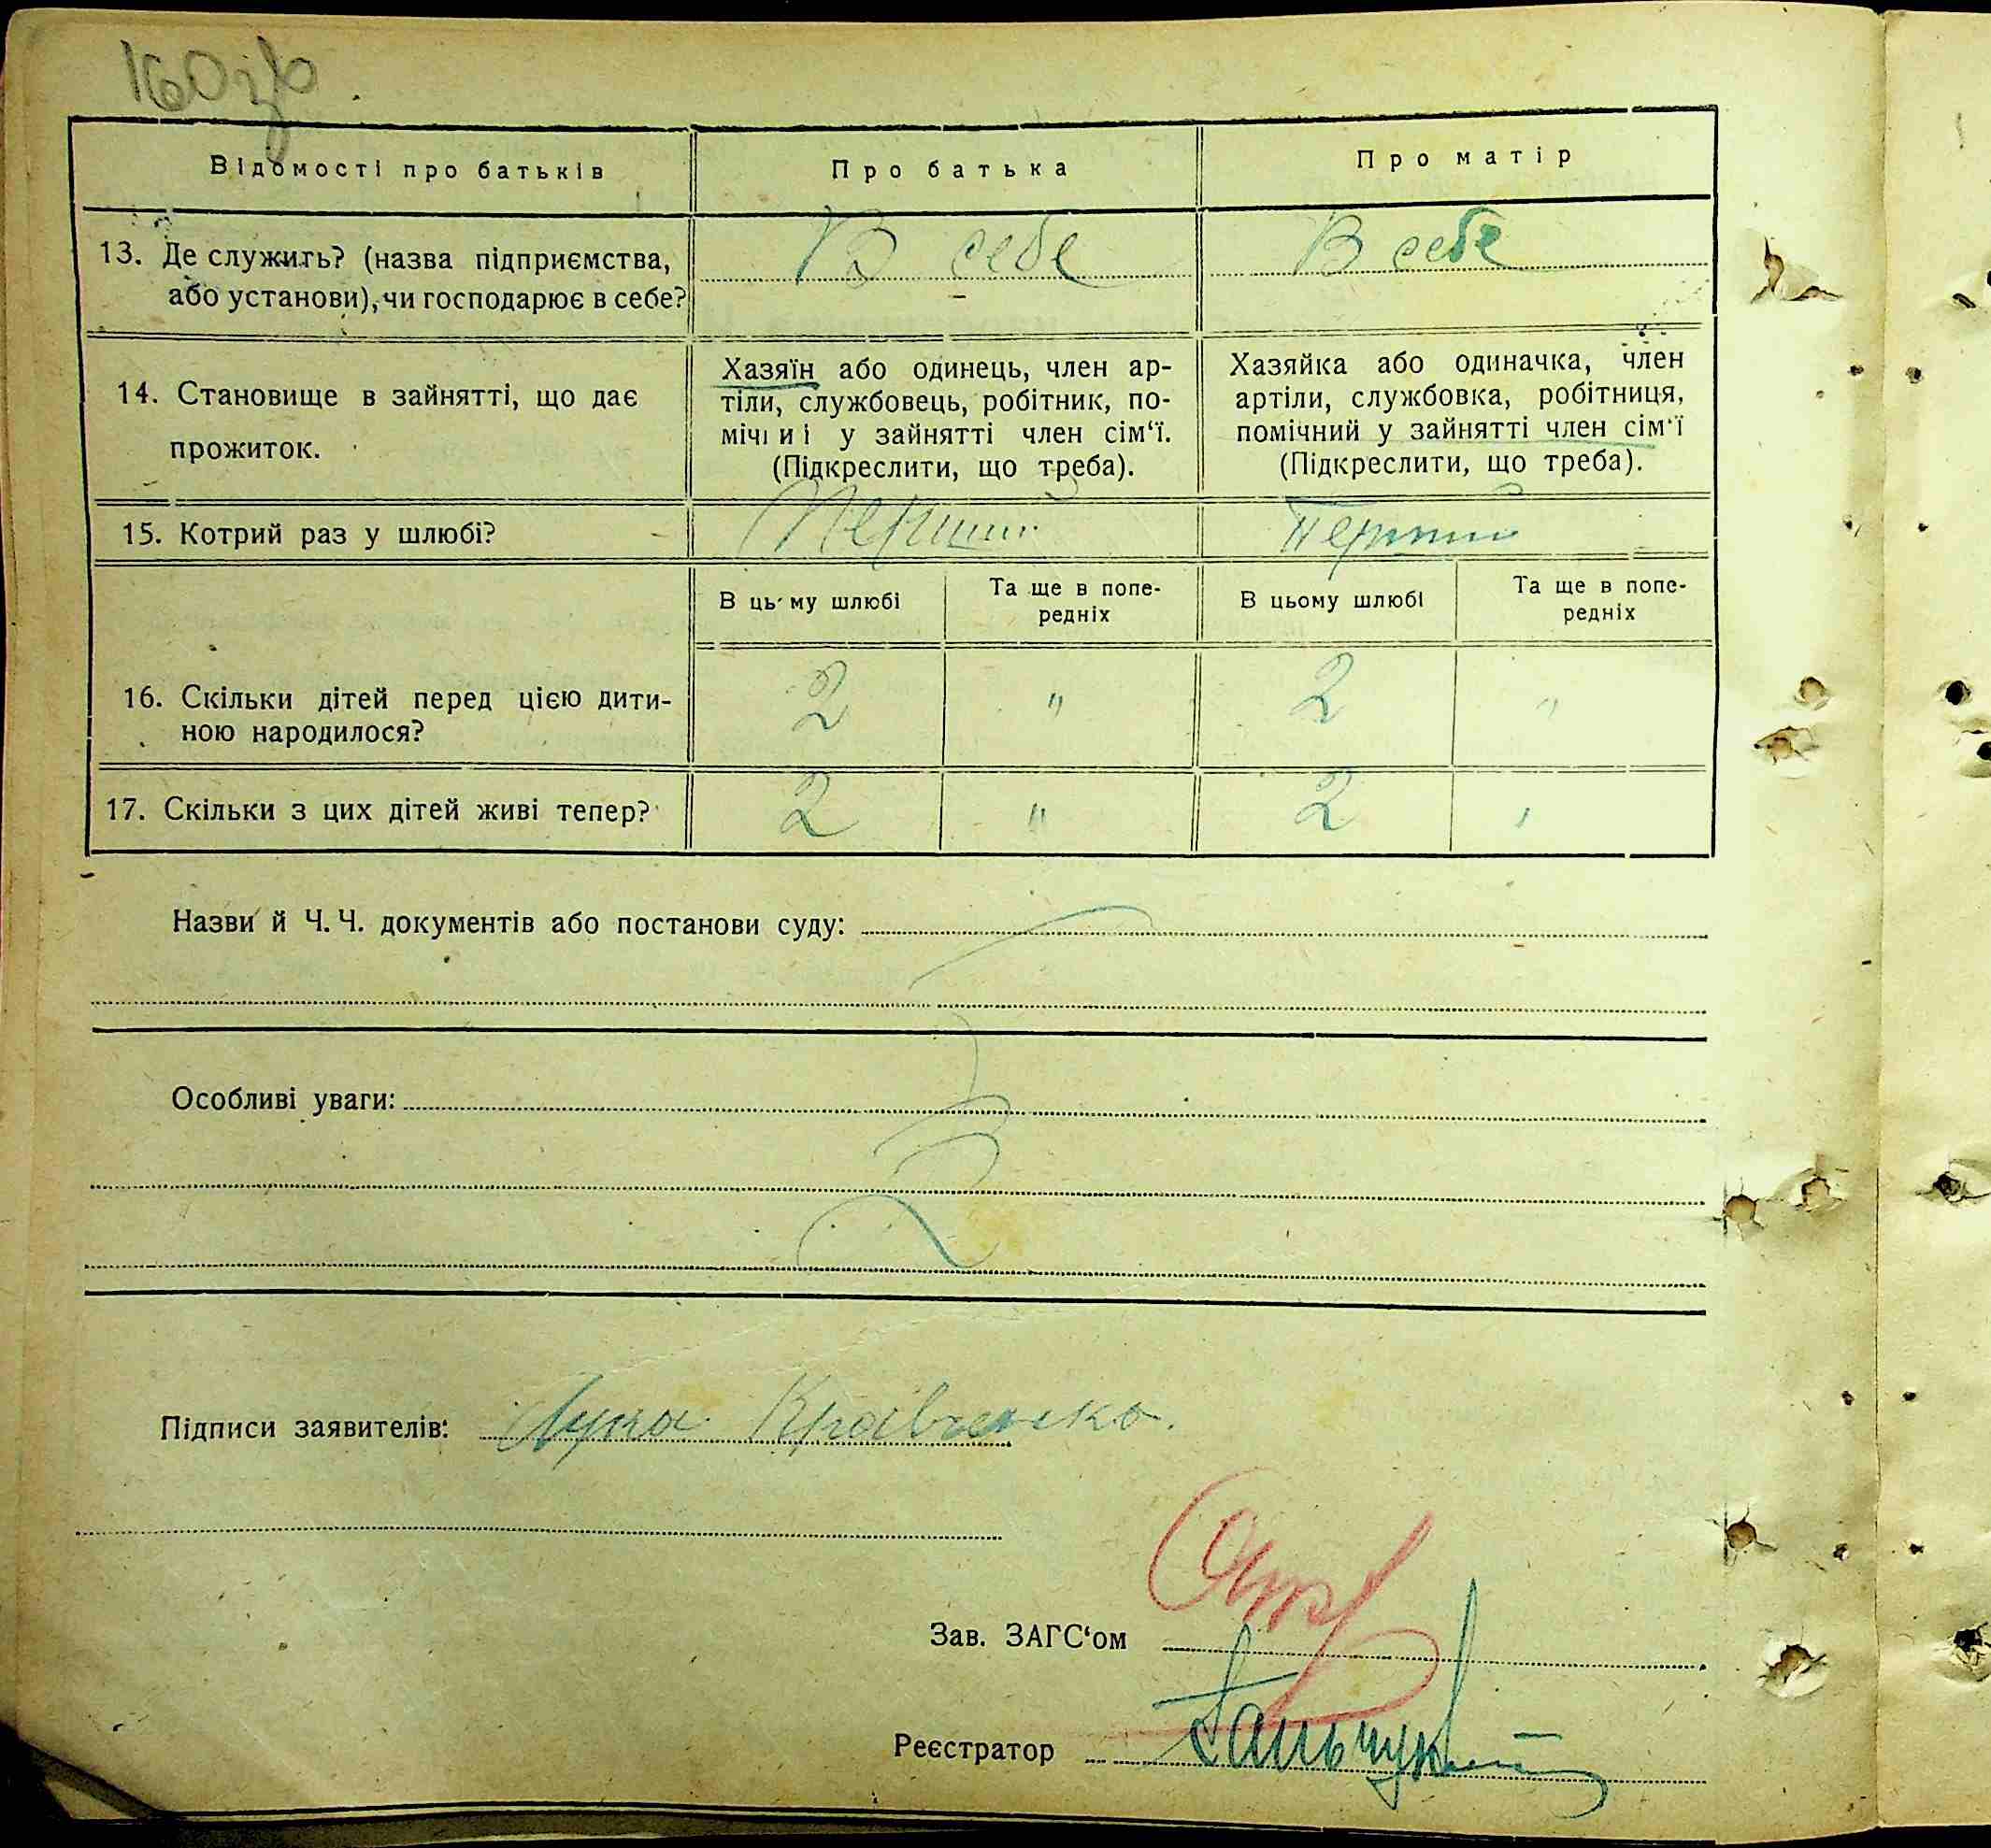 160зв
Відомості про батьків
Про батька
Про матір
13. Де служить? (назва підприємства,
або установи), чи господарює в себе?
В себе
В себе
14. Становище в зайнятті, що дає
прожиток.
Хазяїн або одинець, член ар-
тіли, службовець, робітник, по-
мічниі у зайнятті член сім‘ї.
(Підкреслити, що треба).
Хазяйка або одиначка, член
артіли, службовка, робітниця,
помічний у зайнятті член сім‘ї
(Підкреслити, що треба).
15. Котрий раз у шлюбі?
Перший
Перший
В цьому шлюбі
Та ще в попе-
редніх
В цьому шлюбі
Та ще в попе-
редніх
16. Скільки дітей перед цією дити-
ною народилося?
2 " 2 "
17. Скільки з цих дітей живі тепер?
2 " 2 "
Назви й Ч. Ч. документів або постанови суду:
Особливі уваги:
Підписи заявителів: Лука Кравченко.
Зав. ЗАГС‘ом
Реєстратор